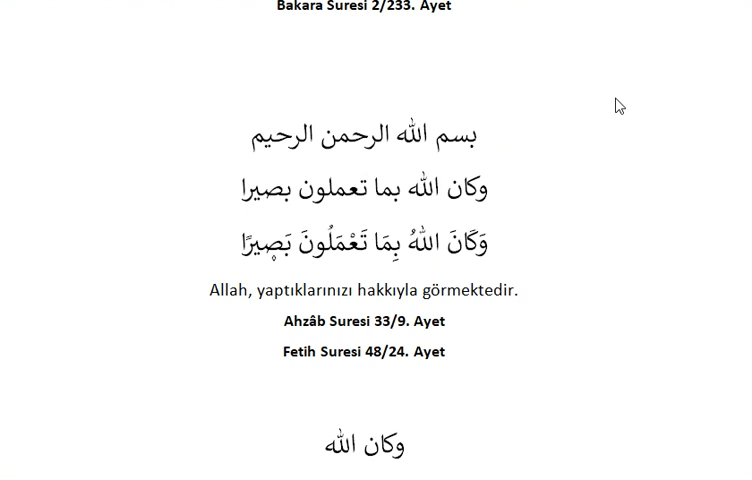 Bakara Suresi 2/233. Ayet
بسم الله الرحمن الرحيم
وكان الله بما تعملون بصيرا
وَكَانَ اللهُ بِمَا تَعْمَلُونَ بَصِيرًا
Allah, yaptıklarınızı hakkıyla görmektedir.
Ahzâb Suresi 33/9. Ayet
Fetih Suresi 48/24. Ayet
وكان الله